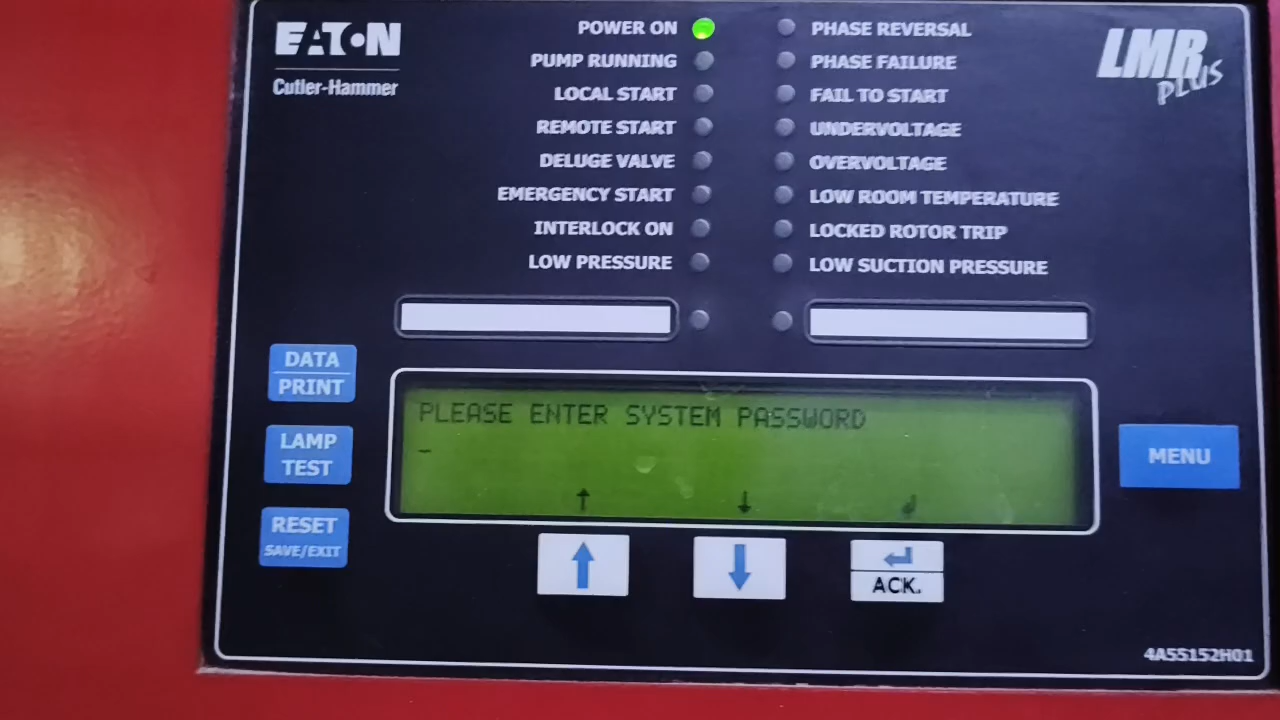 EATON
Cutler-Hammer
LMR
PLUS
POWER ON
PUMP RUNNING
LOCAL START
REMOTE START
DELUGE VALVE
EMERGENCY START
INTERLOCK ON
LOW PRESSURE
PHASE REVERSAL
PHASE FAILURE
FAIL TO START
UNDERVOLTAGE
OVERVOLTAGE
LOW ROOM TEMPERATURE
LOCKED ROTOR TRIP
LOW SUCTION PRESSURE
DATA
PRINT
LAMP
TEST
RESET
SAVE/EXIT
PLEASE ENTER SYSTEM PASSWORD
-
↑ ↓ ↲
MENU
↑ ↓ ↵
ACK.
4A55152H01